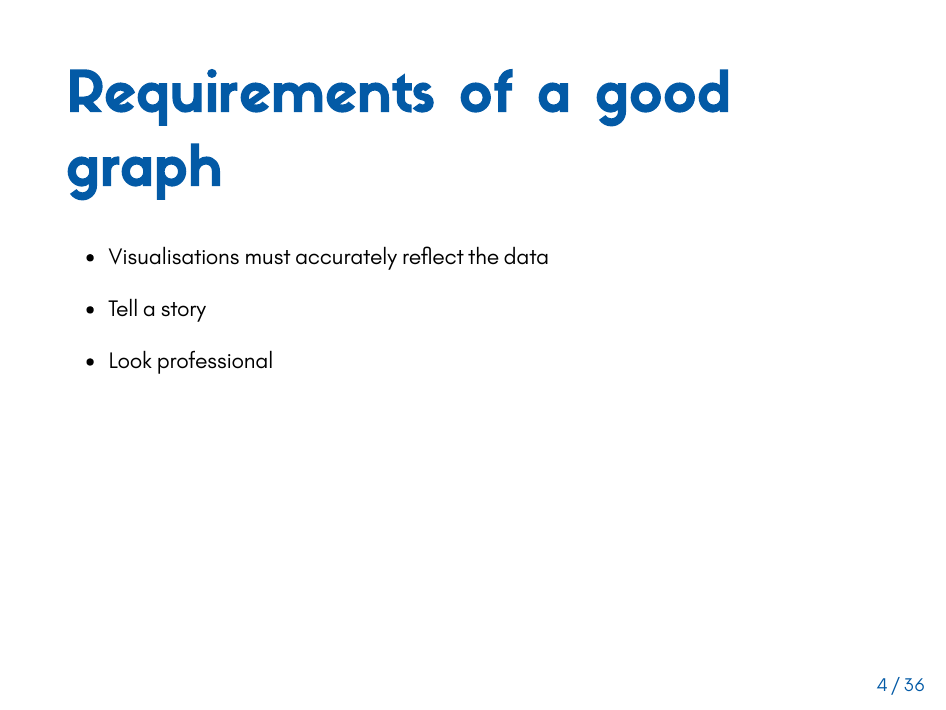 Requirements of a good
graph
• Visualisations must accurately reflect the data
• Tell a story
• Look professional
4 / 36